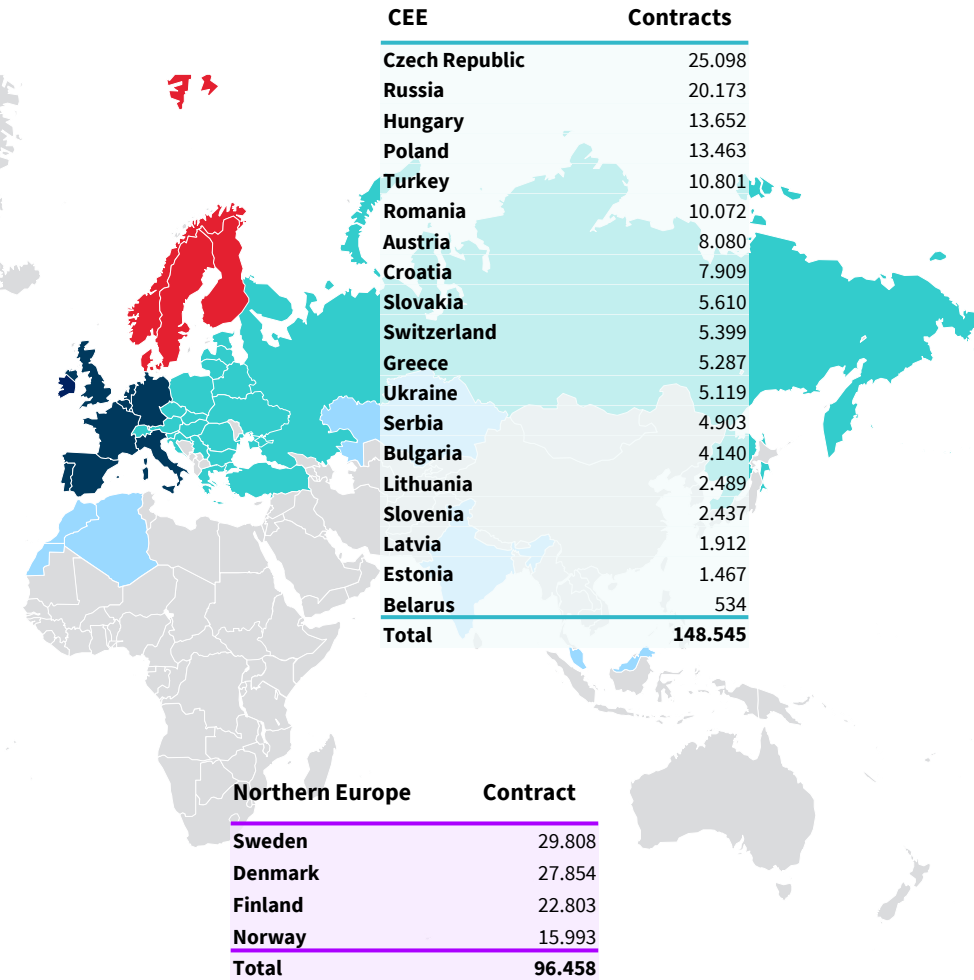 CEE Contracts
Czech Republic 25.098
Russia 20.173
Hungary 13.652
Poland 13.463
Turkey 10.801
Romania 10.072
Austria 8.080
Croatia 7.909
Slovakia 5.610
Switzerland 5.399
Greece 5.287
Ukraine 5.119
Serbia 4.903
Bulgaria 4.140
Lithuania 2.489
Slovenia 2.437
Latvia 1.912
Estonia 1.467
Belarus 534
Total 148.545
Northern Europe Contract
Sweden 29.808
Denmark 27.854
Finland 22.803
Norway 15.993
Total 96.458